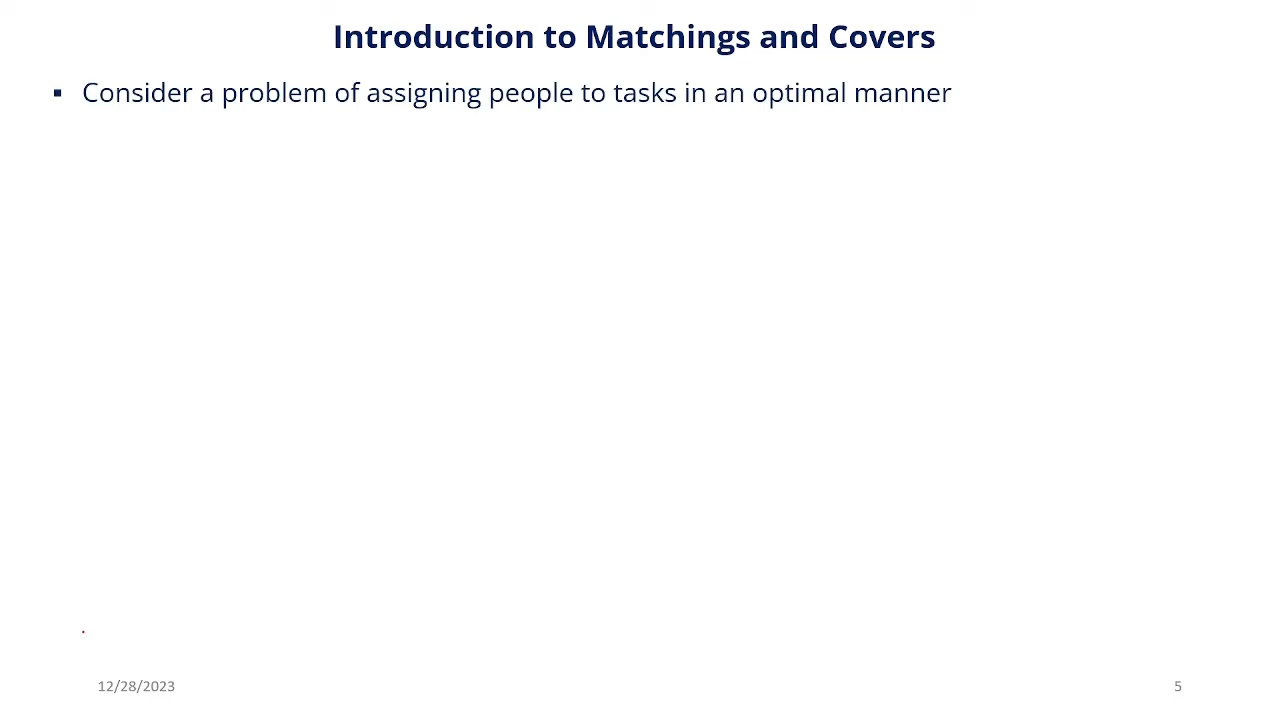 Introduction to Matchings and Covers
▪ Consider a problem of assigning people to tasks in an optimal manner
12/28/2023
5